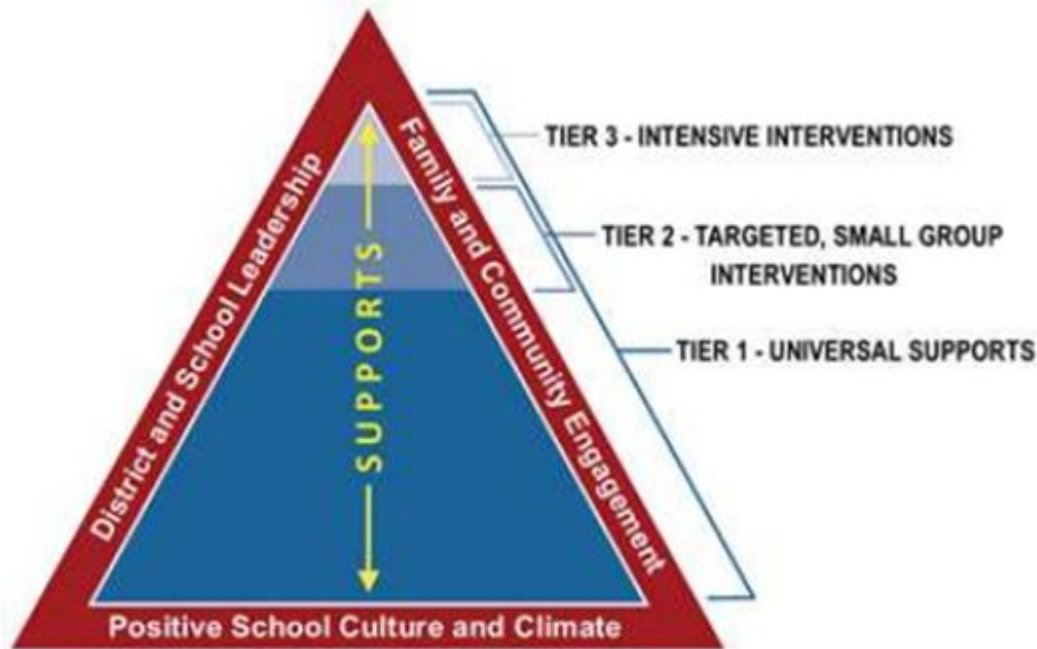 District and School Leadership
Family and Community Engagement
SUPPORTS
Positive School Culture and Climate
TIER 3 - INTENSIVE INTERVENTIONS
TIER 2 - TARGETED, SMALL GROUP
INTERVENTIONS
TIER 1 - UNIVERSAL SUPPORTS